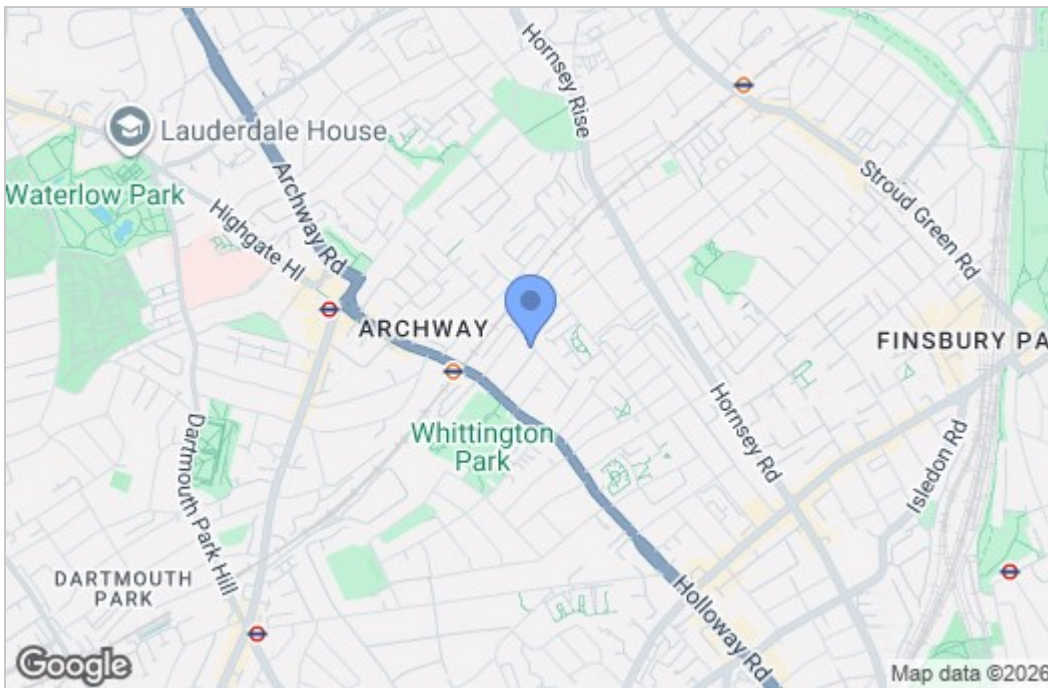 Hornsey Rise
Lauderdale House
Waterlow Park
Archway Rd
Highgate Hl
Stroud Green Rd
ARCHWAY
FINSBURY PA
Hornsey Rd
Whittington
Park
Isledon Rd
Dartmouth Park Hill
DARTMOUTH
PARK
Holloway Rd
Google
Map data ©2026